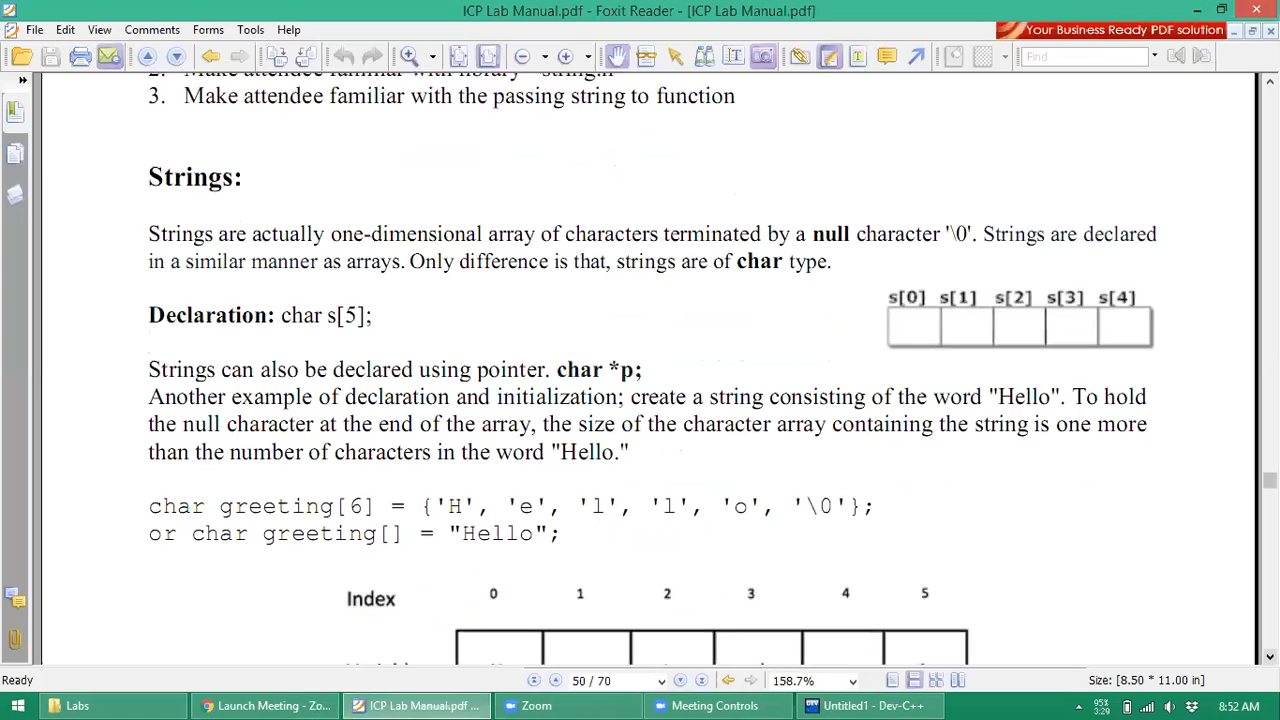 ICP Lab Manual.pdf - Foxit Reader - [ICP Lab Manual.pdf]
File Edit View Comments Forms Tools Help
Your Business Ready PDF solution
Find
3. Make attendee familiar with the passing string to function
Strings:
Strings are actually one-dimensional array of characters terminated by a null character '\0'. Strings are declared
in a similar manner as arrays. Only difference is that, strings are of char type.
s[0] s[1] s[2] s[3] s[4]
Declaration: char s[5];
Strings can also be declared using pointer. char *p;
Another example of declaration and initialization; create a string consisting of the word "Hello". To hold
the null character at the end of the array, the size of the character array containing the string is one more
than the number of characters in the word "Hello."
char greeting[6] = {'H', 'e', 'l', 'l', 'o', '\0'};
or char greeting[] = "Hello";
Index 0 1 2 3 4 5
Ready 50 / 70 158.7% Size: [8.50 * 11.00] in
Labs Launch Meeting - Zo... ICP Lab Manual.pdf ... Zoom Meeting Controls Untitled1 - Dev-C++ 95% 3:29 8:52 AM